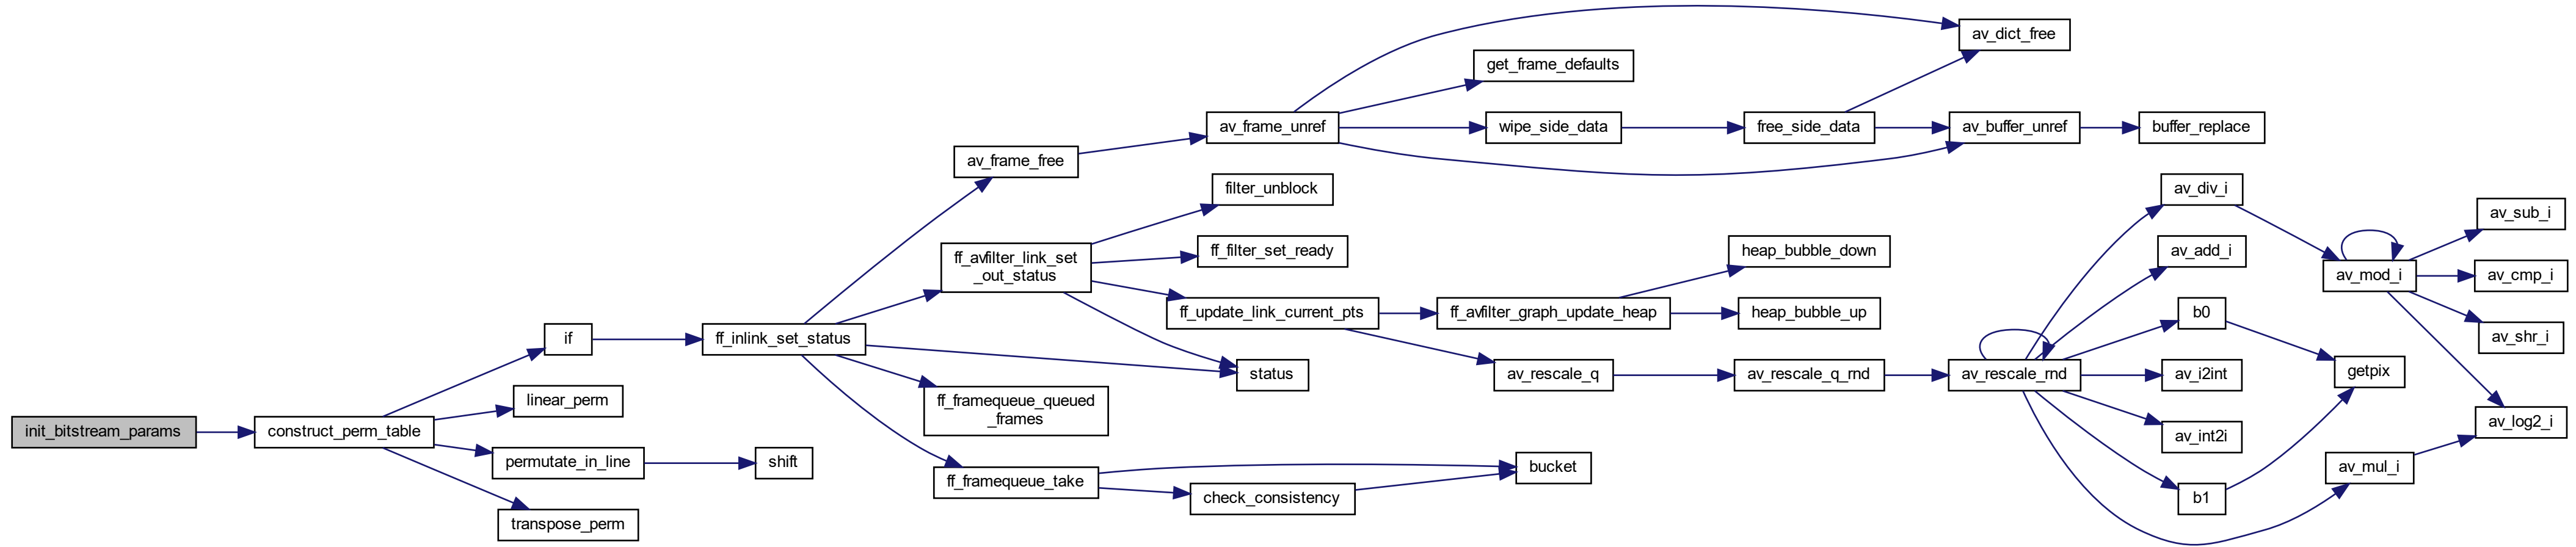 init_bitstream_params
construct_perm_table
if
linear_perm
permutate_in_line
transpose_perm
shift
ff_inlink_set_status
av_frame_free
ff_avfilter_link_set
_out_status
ff_framequeue_queued
_frames
ff_framequeue_take
av_frame_unref
filter_unblock
ff_filter_set_ready
ff_update_link_current_pts
status
check_consistency
bucket
get_frame_defaults
wipe_side_data
ff_avfilter_graph_update_heap
av_rescale_q
free_side_data
heap_bubble_down
heap_bubble_up
av_rescale_q_rnd
av_dict_free
av_buffer_unref
buffer_replace
av_rescale_rnd
av_div_i
av_add_i
b0
av_i2int
av_int2i
b1
av_mod_i
getpix
av_mul_i
av_sub_i
av_cmp_i
av_shr_i
av_log2_i